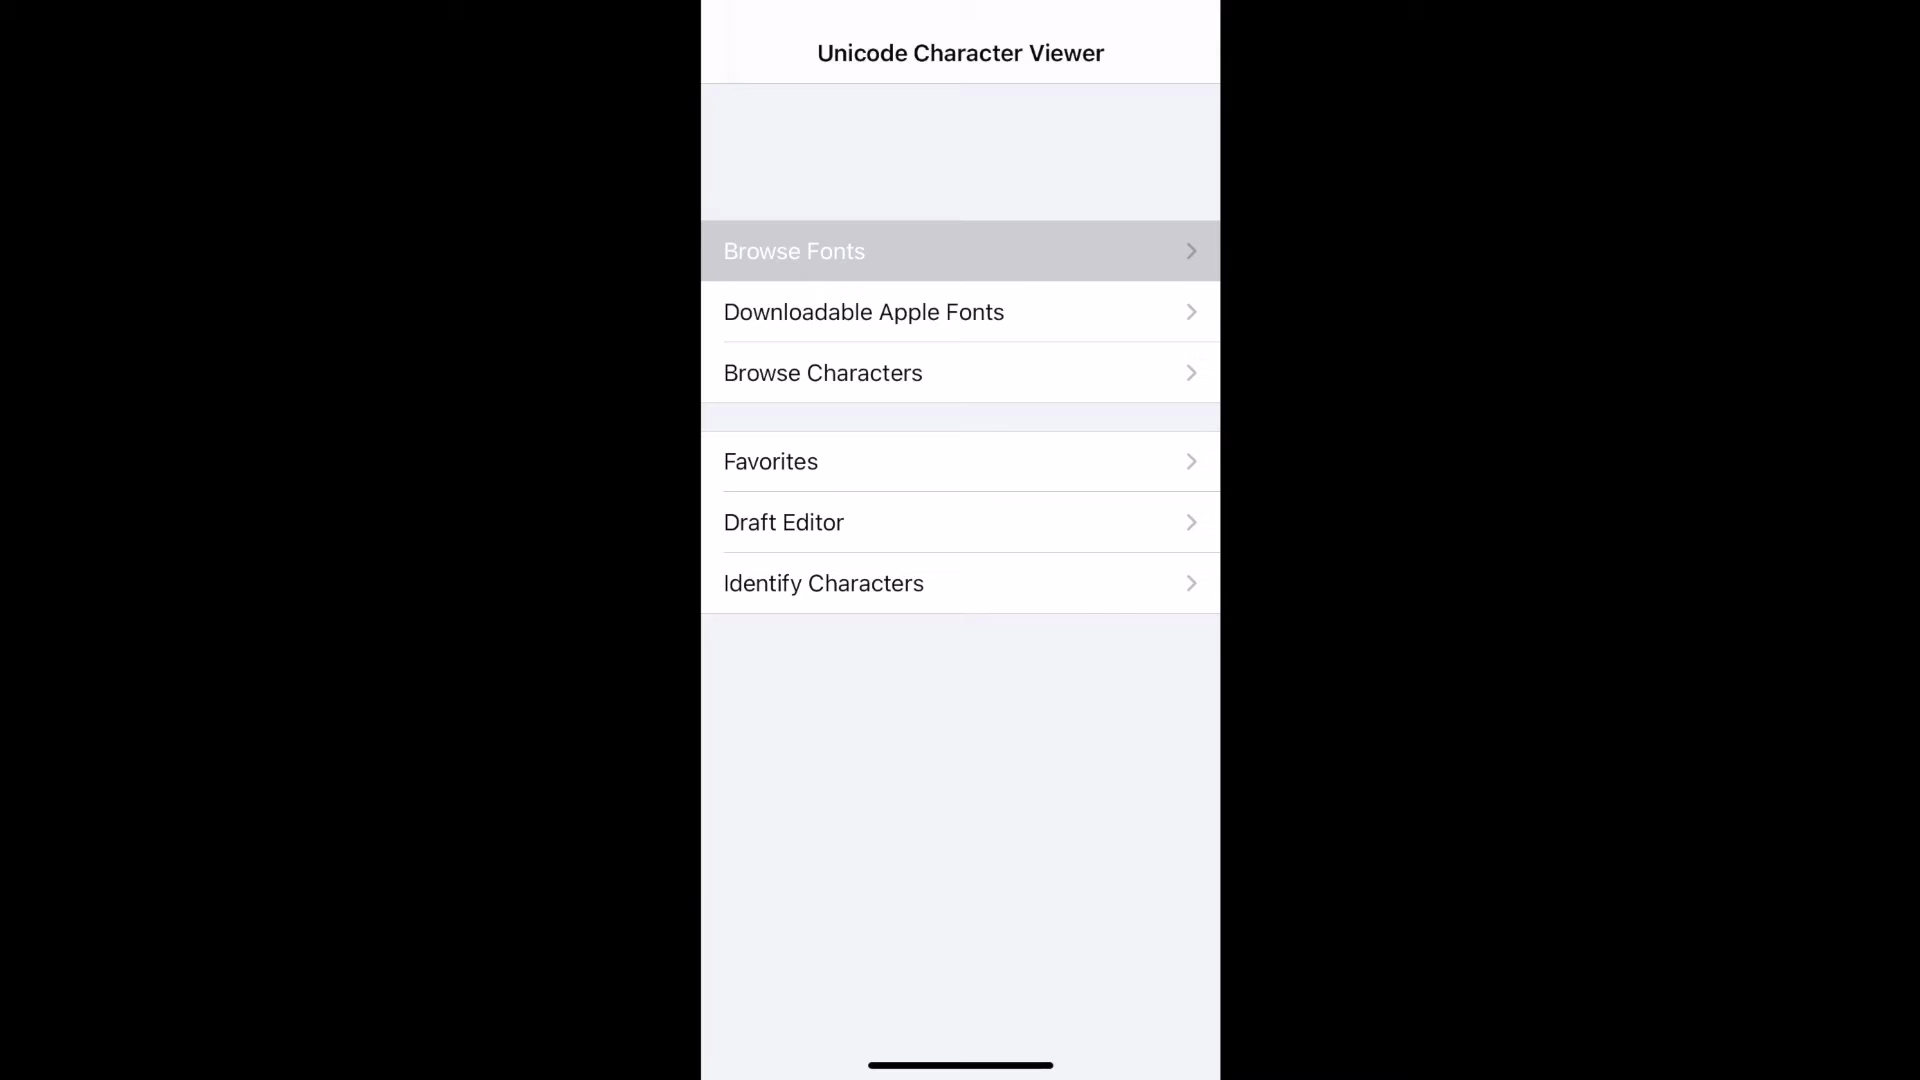 Unicode Character Viewer
Browse Fonts
Downloadable Apple Fonts
Browse Characters
Favorites
Draft Editor
Identify Characters